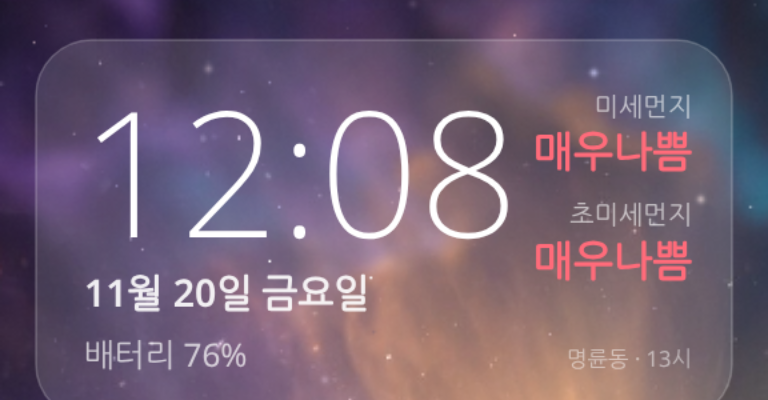 12:08
11월 20일 금요일
배터리 76%
미세먼지
매우나쁨
초미세먼지
매우나쁨
명륜동 · 13시